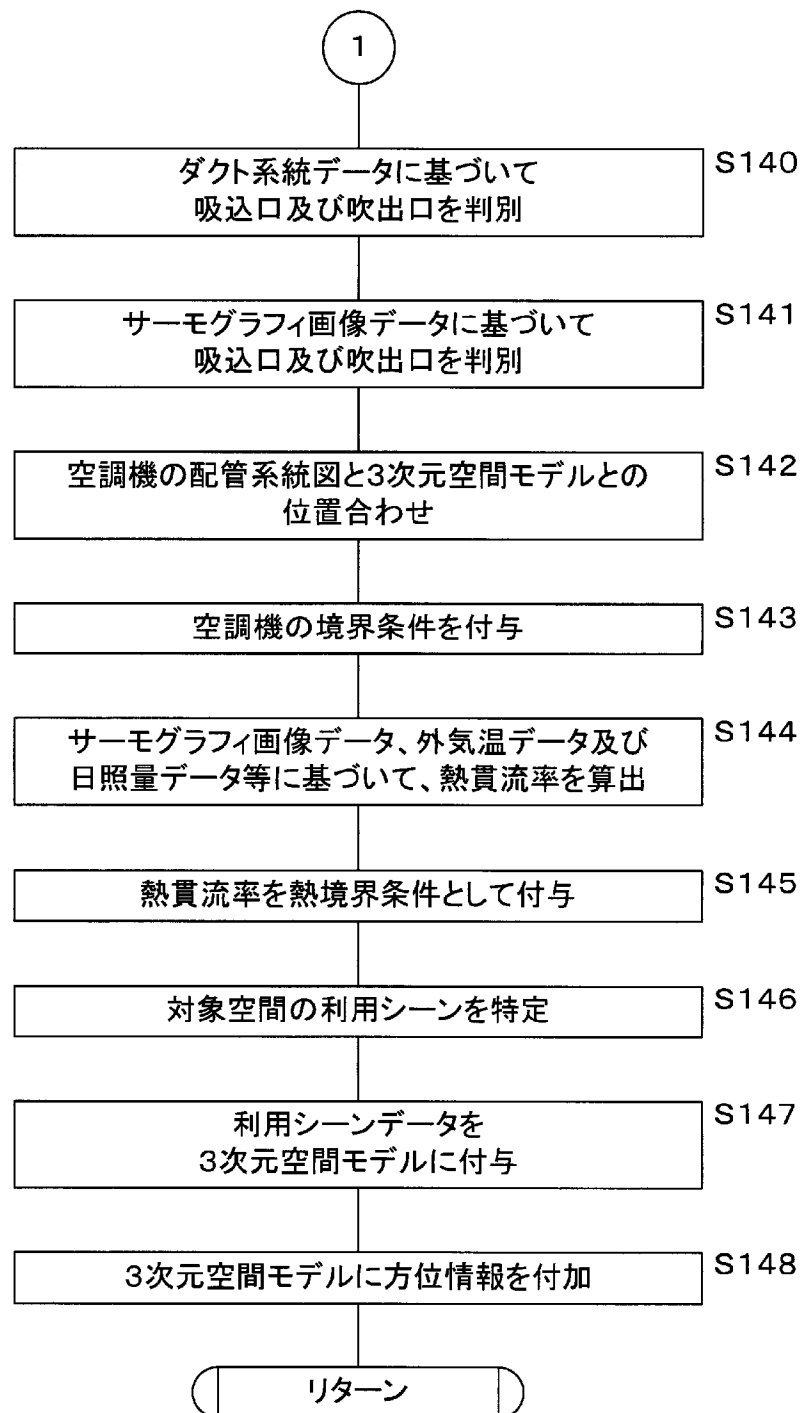 1
ダクト系統データに基づいて
吸込口及び吹出口を判別
S140
サーモグラフィ画像データに基づいて
吸込口及び吹出口を判別
S141
空調機の配管系統図と3次元空間モデルとの
位置合わせ
S142
空調機の境界条件を付与
S143
サーモグラフィ画像データ、外気温データ及び
日照量データ等に基づいて、熱貫流率を算出
S144
熱貫流率を熱境界条件として付与
S145
対象空間の利用シーンを特定
S146
利用シーンデータを
3次元空間モデルに付与
S147
3次元空間モデルに方位情報を付加
S148
リターン